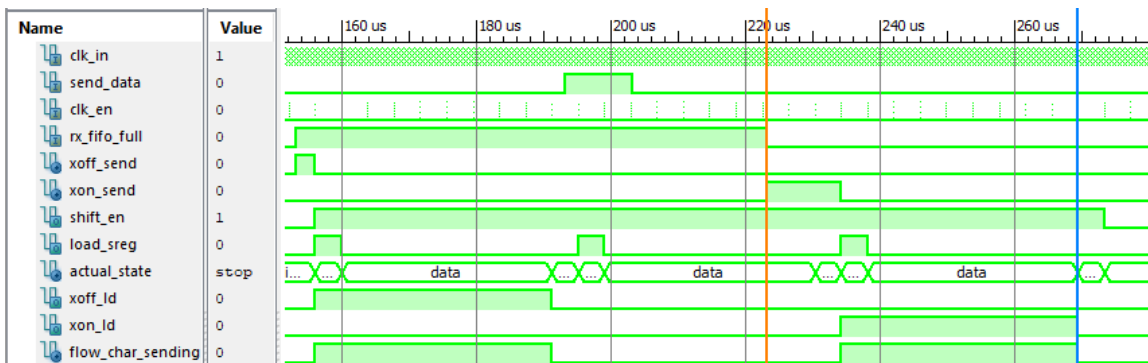 Name Value 160 us 180 us 200 us 220 us 240 us 260 us
clk_in 1
send_data 0
clk_en 0
rx_fifo_full 0
xoff_send 0
xon_send 0
shift_en 1
load_sreg 0
actual_state stop i... ... data ... ... data ... ... data ...
xoff_ld 0
xon_ld 0
flow_char_sending 0